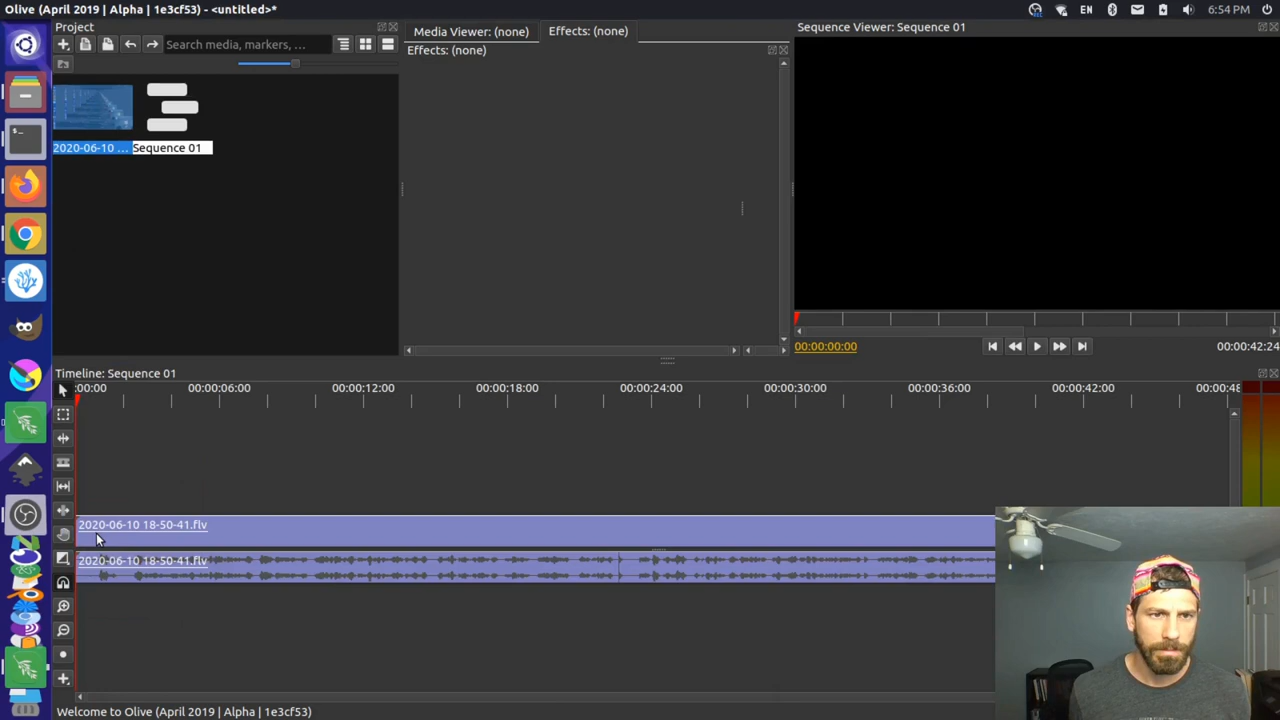 Olive (April 2019 | Alpha | 1e3cf53) - <untitled>*
EN
6:54 PM
Project
Search media, markers, ...
2020-06-10 ...
Sequence 01
Media Viewer: (none)
Effects: (none)
Effects: (none)
Sequence Viewer: Sequence 01
00:00:00:00
00:00:42:24
Timeline: Sequence 01
:00:00
00:00:06:00
00:00:12:00
00:00:18:00
00:00:24:00
00:00:30:00
00:00:36:00
00:00:42:00
00:00:48
2020-06-10 18-50-41.flv
2020-06-10 18-50-41.flv
Welcome to Olive (April 2019 | Alpha | 1e3cf53)